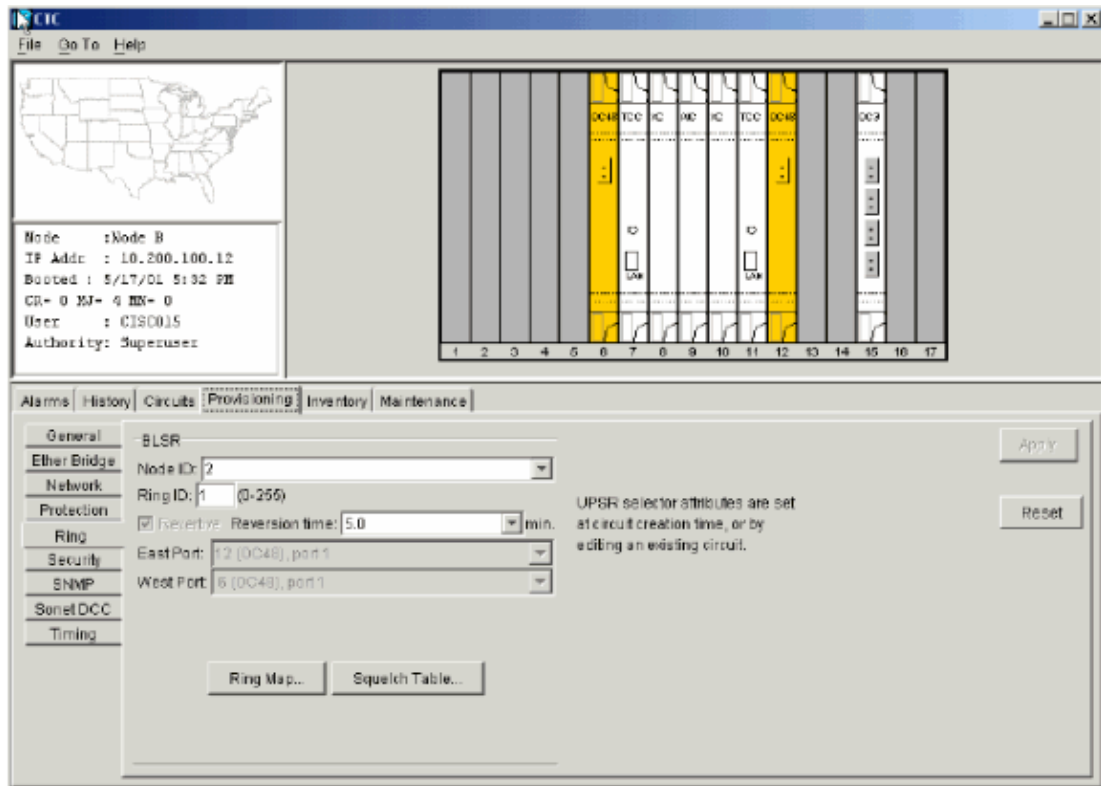 CTC
File Go To Help
OC48 TCC XC AIC XC TCC OC48 OC3
LAN LAN
1 2 3 4 5 6 7 8 9 10 11 12 13 14 15 16 17
Node :Node B
IP Addr : 10.200.100.12
Booted : 5/17/01 5:32 PM
CR- 0 MJ- 4 MN- 0
User : CISCO15
Authority: Superuser
Alarms History Circuits Provisioning Inventory Maintenance
General
Ether Bridge
Network
Protection
Ring
Security
SNMP
Sonet DCC
Timing
BLSR
Node ID: 2
Ring ID: 1 (0-255)
Revertive Reversion time: 5.0 min.
East Port: 12 (OC48), port 1
West Port: 6 (OC48), port 1
Ring Map... Squelch Table...
UPSR selector attributes are set
at circuit creation time, or by
editing an existing circuit.
Apply
Reset